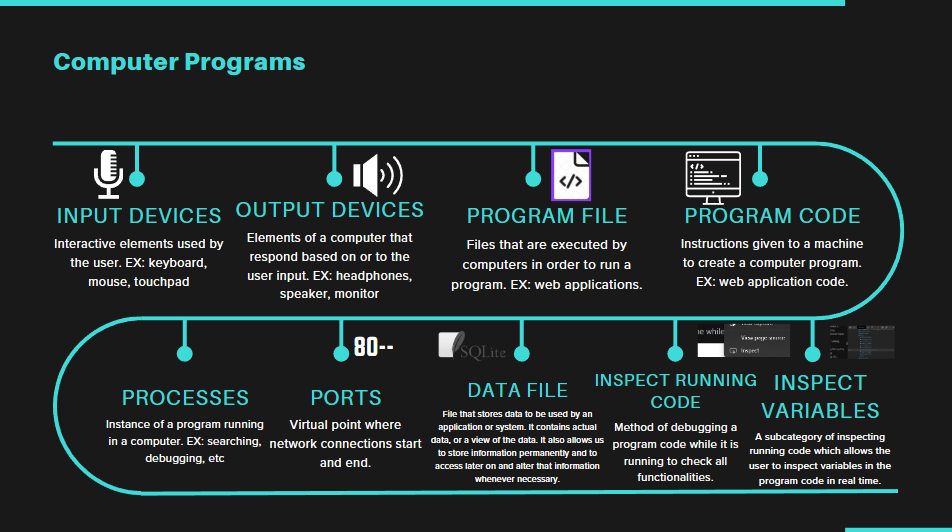 Computer Programs
INPUT DEVICES
Interactive elements used by
the user. EX: keyboard,
mouse, touchpad
OUTPUT DEVICES
Elements of a computer that
respond based on or to the
user input. EX: headphones,
speaker, monitor
PROGRAM FILE
Files that are executed by
computers in order to run a
program. EX: web applications.
PROGRAM CODE
Instructions given to a machine
to create a computer program.
EX: web application code.
PROCESSES
Instance of a program running
in a computer. EX: searching,
debugging, etc
80--
PORTS
Virtual point where
network connections start
and end.
SQLite
DATA FILE
File that stores data to be used by an
application or system. It contains actual
data, or a view of the data. It also allows us
to store information permanently and to
access later on and alter that information
whenever necessary.
the while
View page source
Inspect
INSPECT RUNNING
CODE
Method of debugging a
program code while it is
running to check all
functionalities.
INSPECT
VARIABLES
A subcategory of inspecting
running code which allows the
user to inspect variables in the
program code in real time.